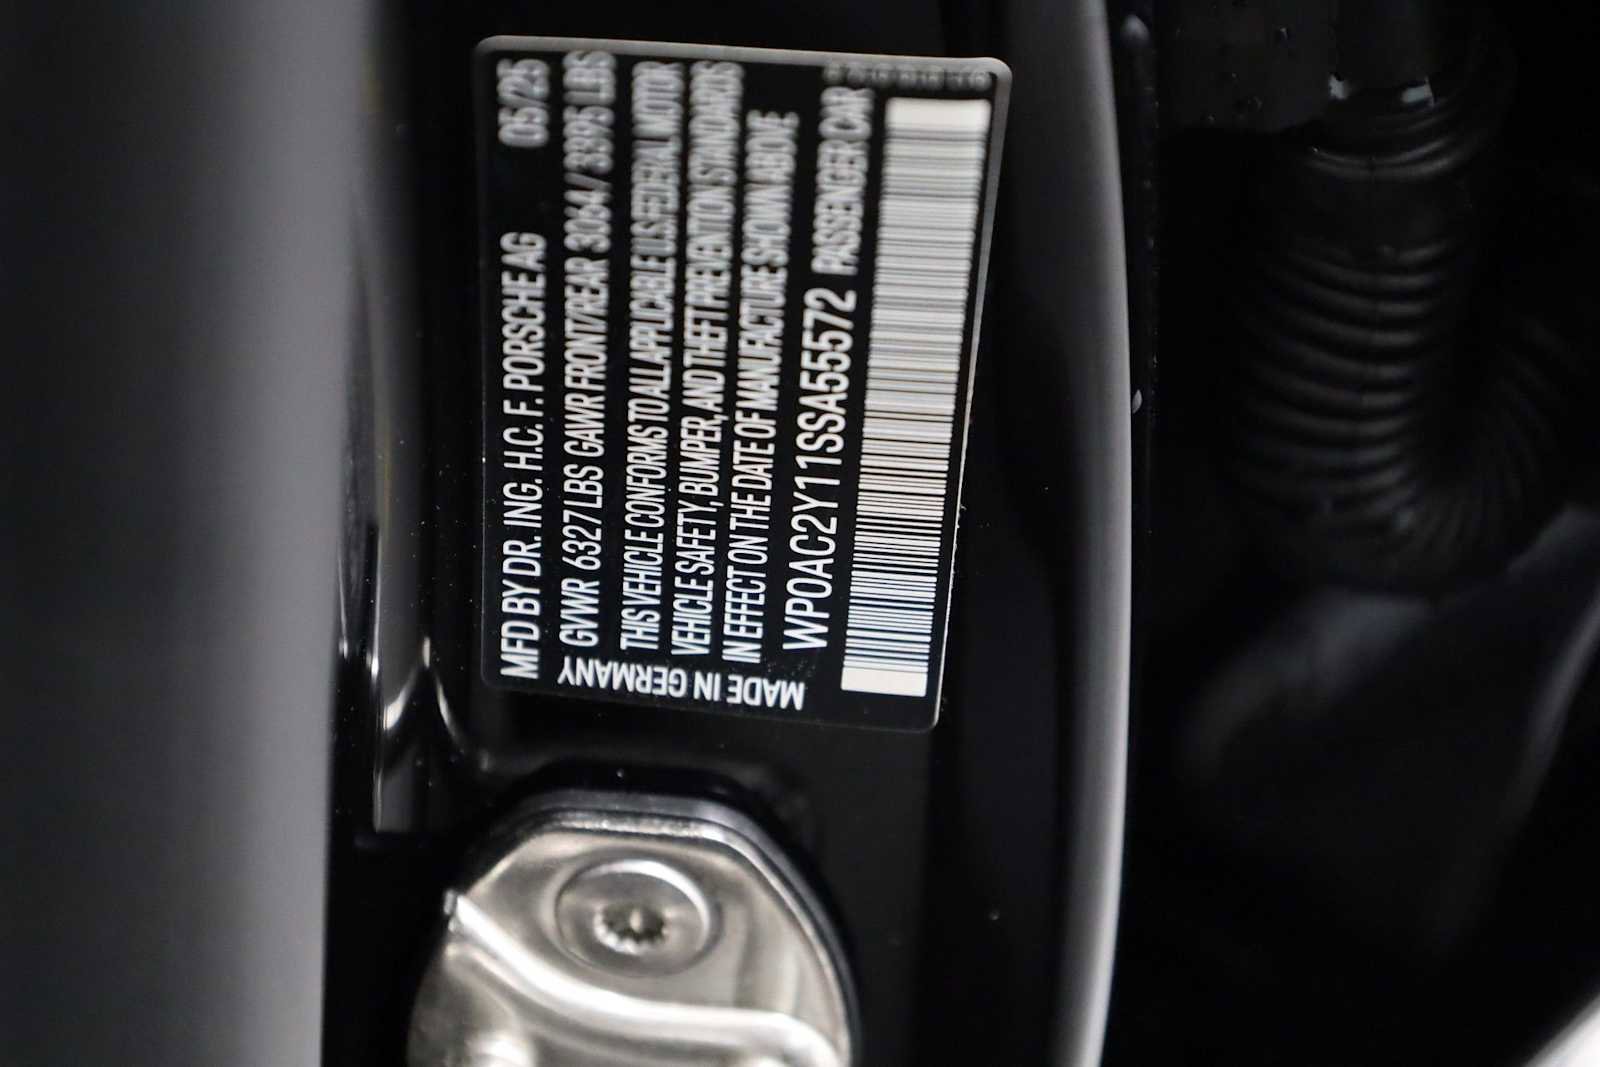 MFD BY DR. ING. H.C. F. PORSCHE AG 05/25
GVWR 6327LBS GAWR FRONT/REAR 3064/3395 LBS
THIS VEHICLE CONFORMS TO ALL APPLICABLE U.S.FEDERAL MOTOR
VEHICLE SAFETY, BUMPER, AND THEFT PREVENTION STANDARDS
IN EFFECT ON THE DATE OF MANUFACTURE SHOWN ABOVE
WP0AC2Y11SSA55572 PASSENGER CAR
MADE IN GERMANY